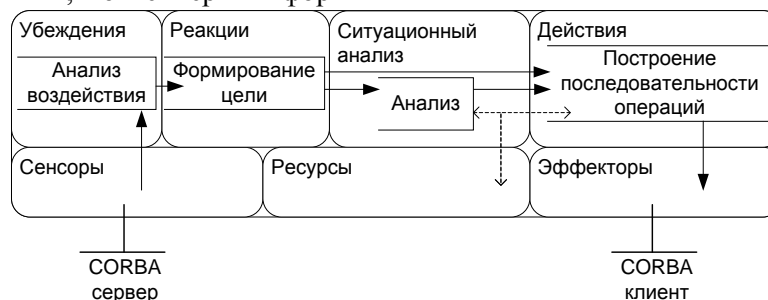 Убеждения
Реакции
Ситуационный
анализ
Действия
Анализ
воздействия
Формирование
цели
Анализ
Построение
последовательности
операций
Сенсоры
Ресурсы
Эффекторы
CORBA
сервер
CORBA
клиент